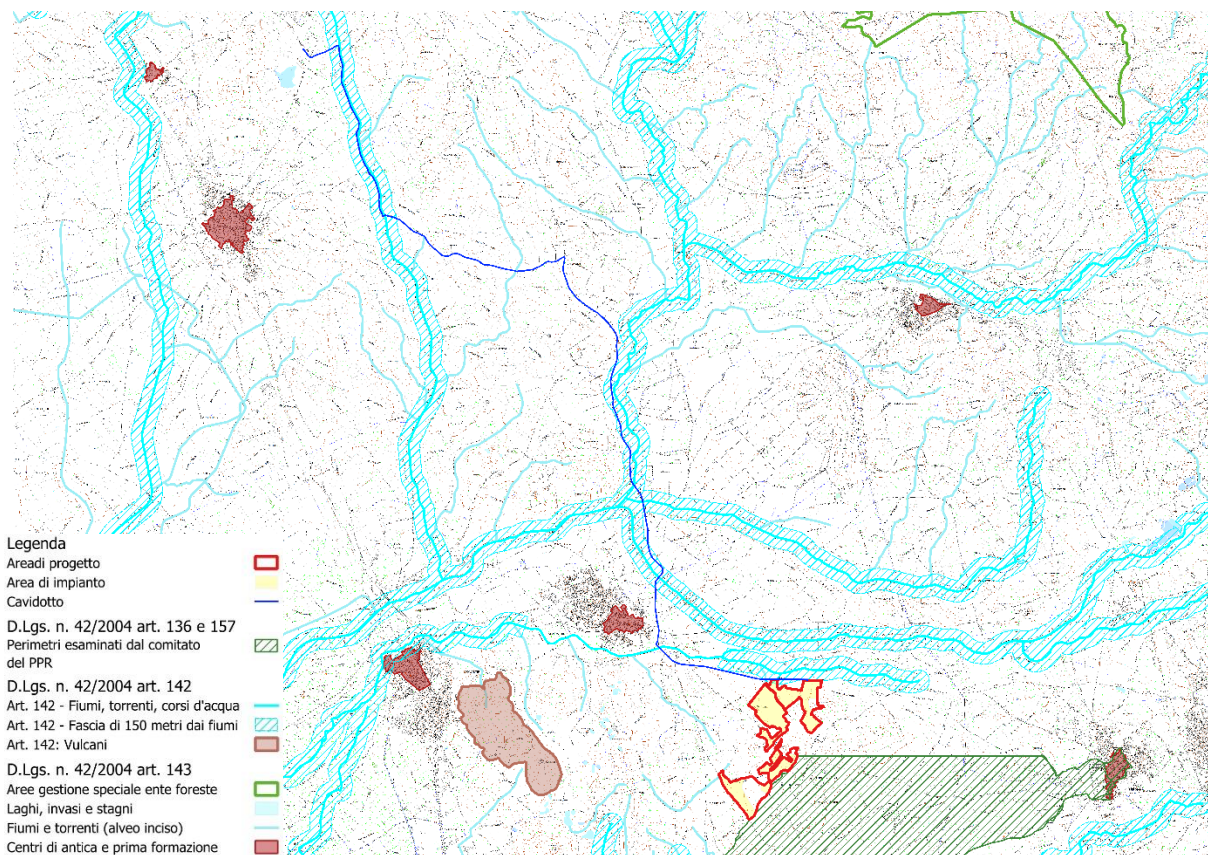 Legenda
Areadi progetto
Area di impianto
Cavidotto
D.Lgs. n. 42/2004 art. 136 e 157
Perimetri esaminati dal comitato
del PPR
D.Lgs. n. 42/2004 art. 142
Art. 142 - Fiumi, torrenti, corsi d'acqua
Art. 142 - Fascia di 150 metri dai fiumi
Art. 142: Vulcani
D.Lgs. n. 42/2004 art. 143
Aree gestione speciale ente foreste
Laghi, invasi e stagni
Fiumi e torrenti (alveo inciso)
Centri di antica e prima formazione